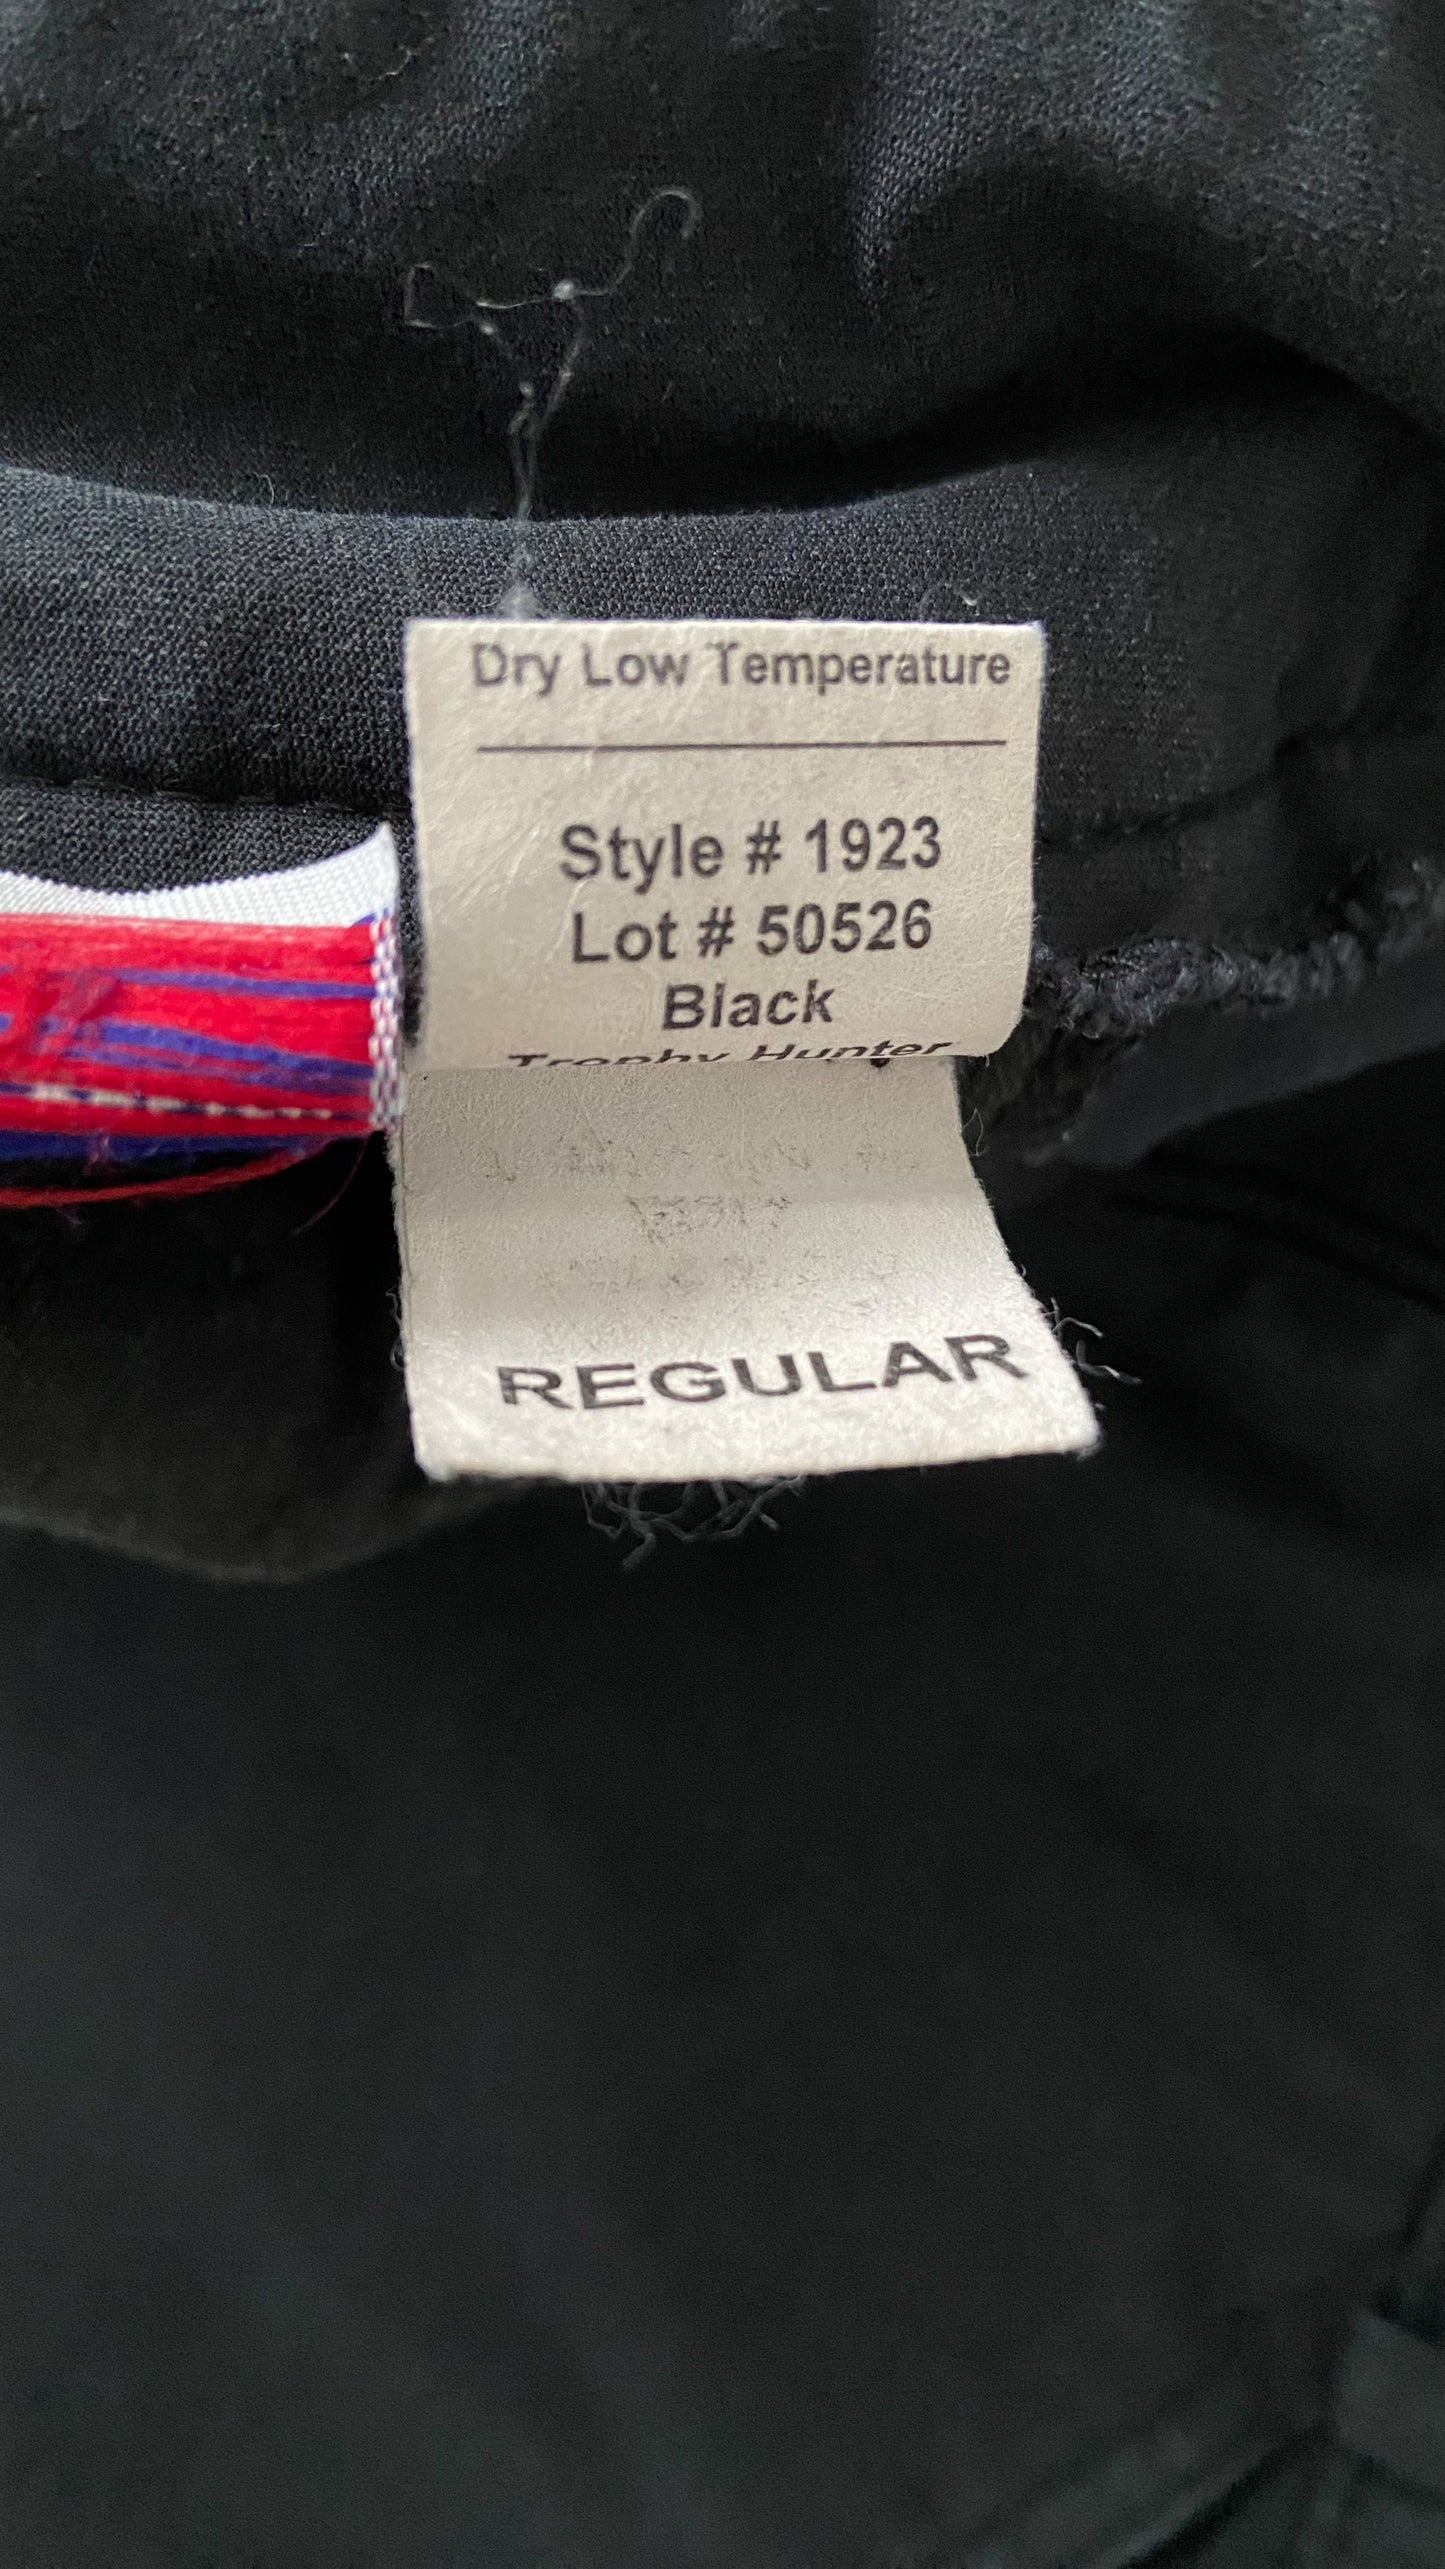 Dry Low Temperature
Style # 1923
Lot # 50526
Black
Trophy Hunter
REGULAR